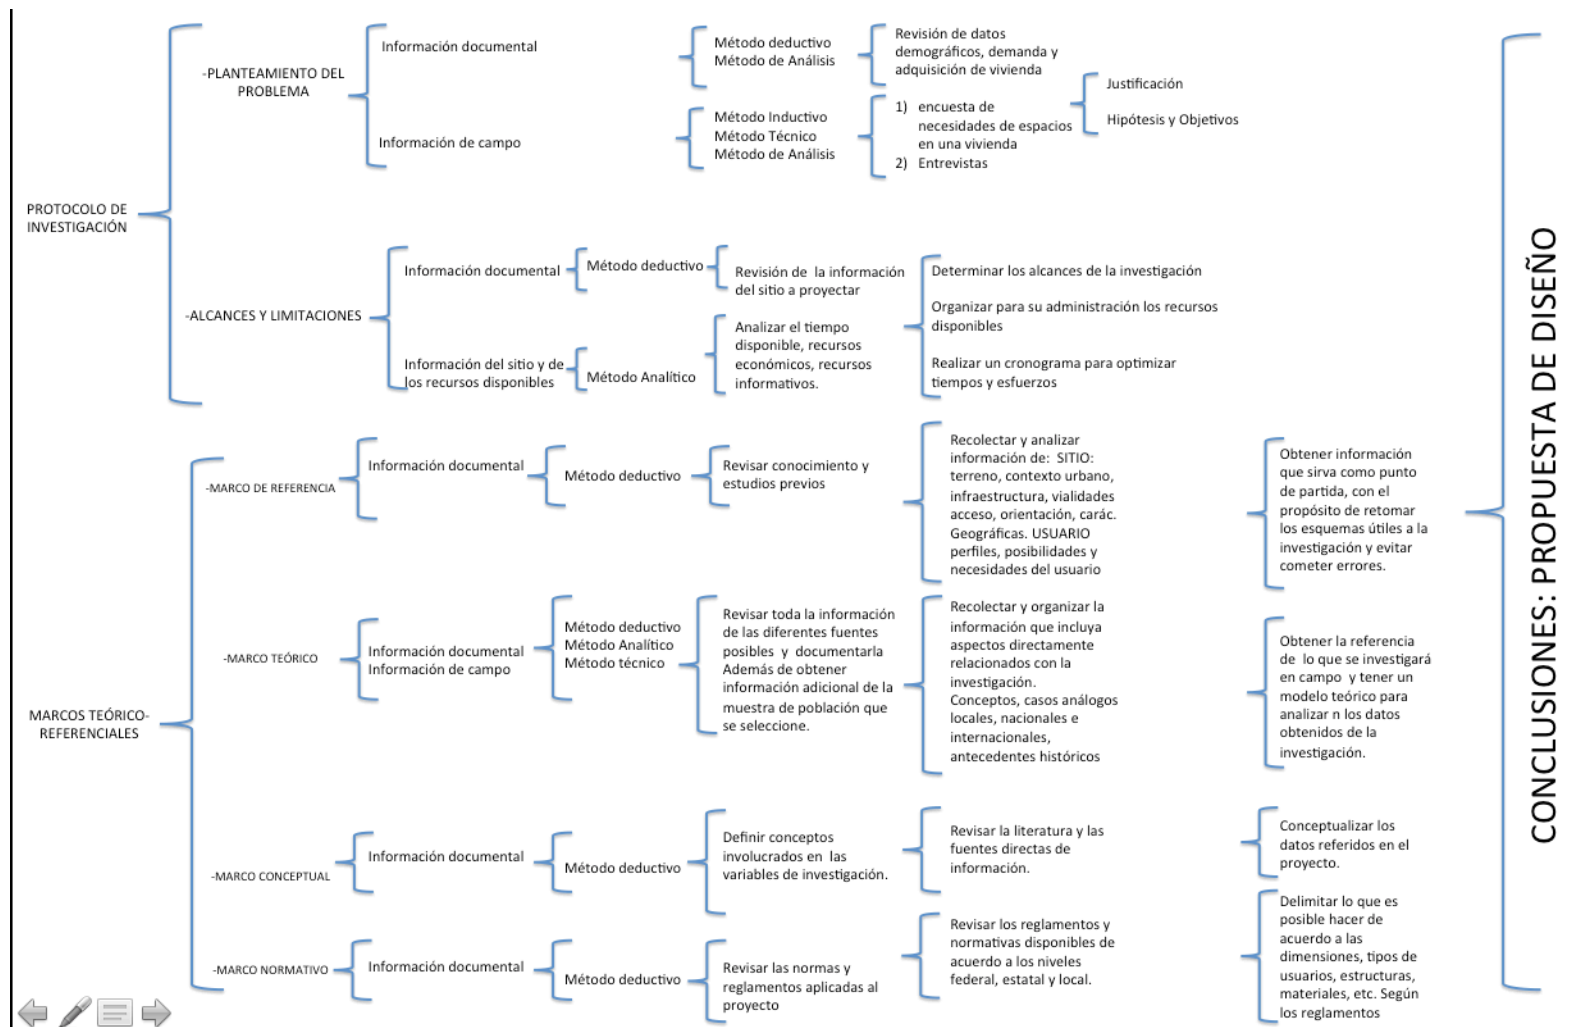 PROTOCOLO DE
INVESTIGACIÓN
-PLANTEAMIENTO DEL
PROBLEMA
Información documental
Método deductivo
Método de Análisis
Revisión de datos
demográficos, demanda y
adquisición de vivienda
Información de campo
Método Inductivo
Método Técnico
Método de Análisis
1) encuesta de
necesidades de espacios
en una vivienda
2) Entrevistas
Justificación
Hipótesis y Objetivos
-ALCANCES Y LIMITACIONES
Información documental
Método deductivo
Revisión de la información
del sitio a proyectar
Información del sitio y de
los recursos disponibles
Método Analítico
Analizar el tiempo
disponible, recursos
económicos, recursos
informativos.
Determinar los alcances de la investigación
Organizar para su administración los recursos
disponibles
Realizar un cronograma para optimizar
tiempos y esfuerzos
MARCOS TEÓRICO-
REFERENCIALES
-MARCO DE REFERENCIA
Información documental
Método deductivo
Revisar conocimiento y
estudios previos
Recolectar y analizar
información de: SITIO:
terreno, contexto urbano,
infraestructura, vialidades
acceso, orientación, carác.
Geográficas. USUARIO
perfiles, posibilidades y
necesidades del usuario
Obtener información
que sirva como punto
de partida, con el
propósito de retomar
los esquemas útiles a la
investigación y evitar
cometer errores.
-MARCO TEÓRICO
Información documental
Información de campo
Método deductivo
Método Analítico
Método técnico
Revisar toda la información
de las diferentes fuentes
posibles y documentarla
Además de obtener
información adicional de la
muestra de población que
se seleccione.
Recolectar y organizar la
información que incluya
aspectos directamente
relacionados con la
investigación.
Conceptos, casos análogos
locales, nacionales e
internacionales,
antecedentes históricos
Obtener la referencia
de lo que se investigará
en campo y tener un
modelo teórico para
analizar n los datos
obtenidos de la
investigación.
-MARCO CONCEPTUAL
Información documental
Método deductivo
Definir conceptos
involucrados en las
variables de investigación.
Revisar la literatura y las
fuentes directas de
información.
Conceptualizar los
datos referidos en el
proyecto.
-MARCO NORMATIVO
Información documental
Método deductivo
Revisar las normas y
reglamentos aplicadas al
proyecto
Revisar los reglamentos y
normativas disponibles de
acuerdo a los niveles
federal, estatal y local.
Delimitar lo que es
posible hacer de
acuerdo a las
dimensiones, tipos de
usuarios, estructuras,
materiales, etc. Según
los reglamentos
CONCLUSIONES: PROPUESTA DE DISEÑO